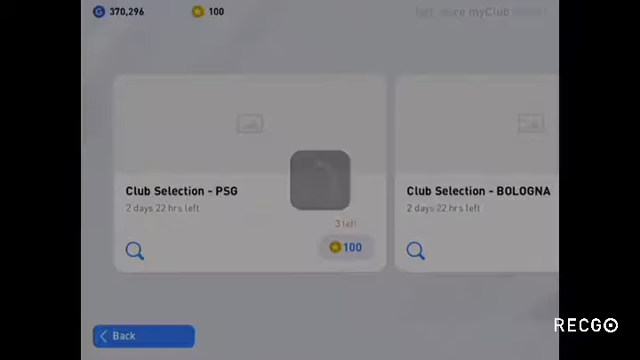 370,296
100
myClub
Club Selection - PSG
2 days 22 hrs left
3 left
100
Club Selection - BOLOGNA
2 days 22 hrs left
Back
RECGO